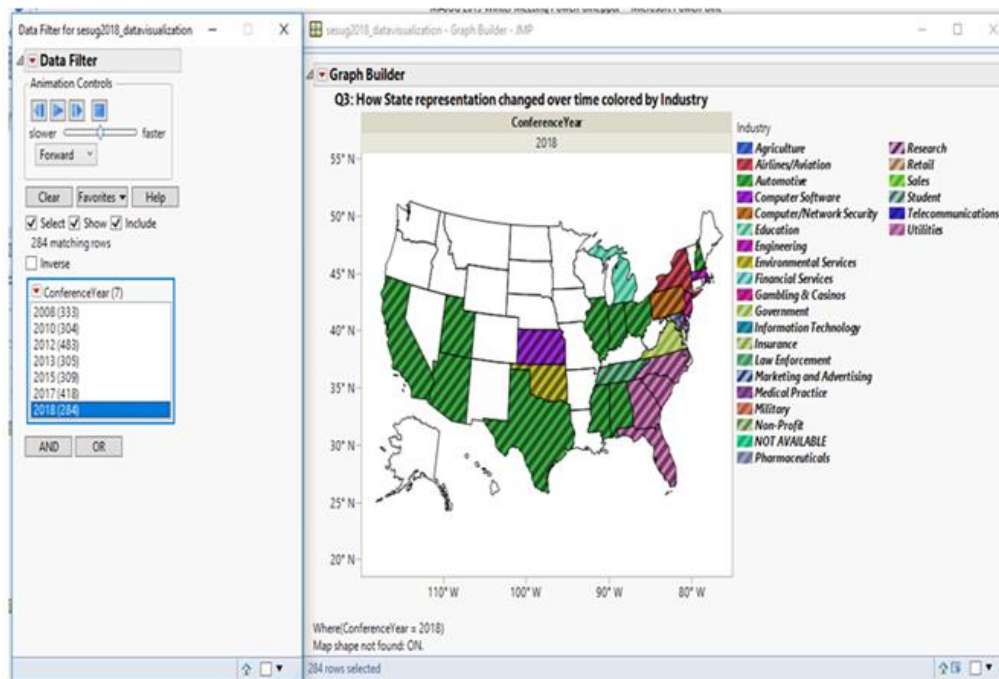 Data Filter for sesug2018_datavisualization
Data Filter
Animation Controls
slower faster
Forward
Clear Favorites Help
Select Show Include
284 matching rows
Inverse
ConferenceYear (7)
2008 (333)
2010 (304)
2012 (483)
2013 (305)
2015 (309)
2017 (418)
2018 (284)
AND OR
sesug2018_datavisualization - Graph Builder - JMP
Graph Builder
Q3: How State representation changed over time colored by Industry
ConferenceYear
2018
55° N
50° N
45° N
40° N
35° N
30° N
25° N
20° N
110° W 100° W 90° W 80° W
Industry
Agriculture
Airlines/Aviation
Automotive
Computer Software
Computer/Network Security
Education
Engineering
Environmental Services
Financial Services
Gambling & Casinos
Government
Information Technology
Insurance
Law Enforcement
Marketing and Advertising
Medical Practice
Military
Non-Profit
NOT AVAILABLE
Pharmaceuticals
Research
Retail
Sales
Student
Telecommunications
Utilities
Where(ConferenceYear = 2018)
Map shape not found: ON.
284 rows selected